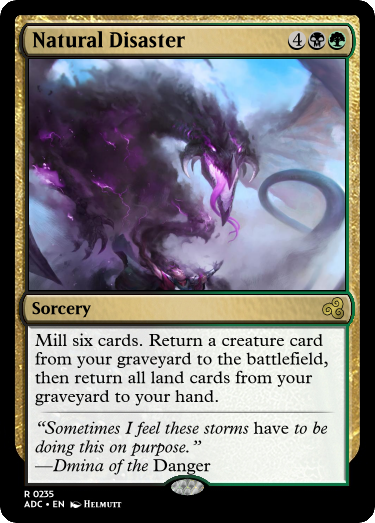 Natural Disaster 4
Sorcery
Mill six cards. Return a creature card
from your graveyard to the battlefield,
then return all land cards from your
graveyard to your hand.
“Sometimes I feel these storms have to be
doing this on purpose.”
—Dmina of the Danger
R 0235
ADC • EN Helmutt